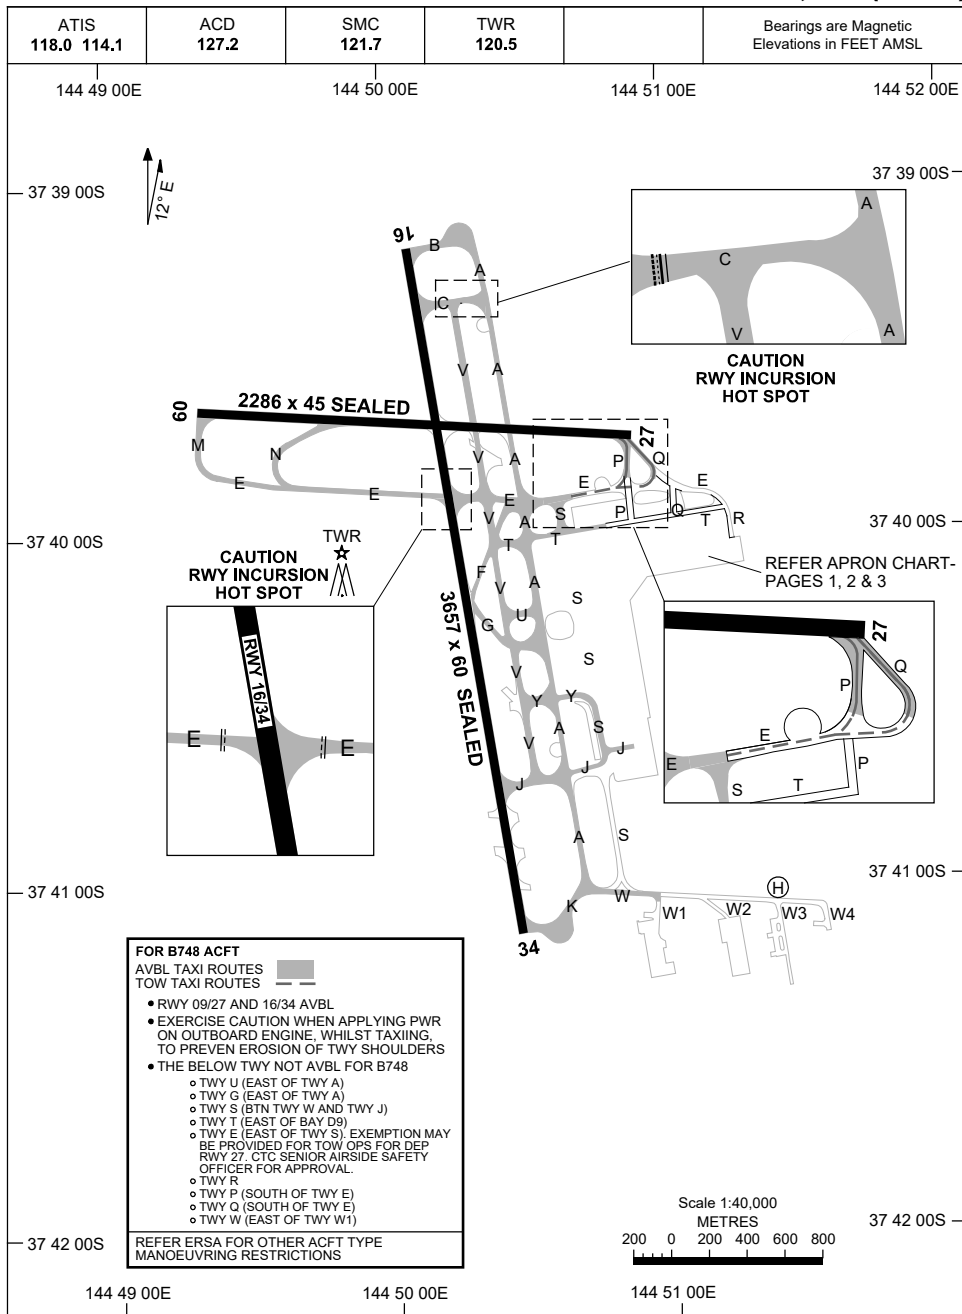 ATIS
118.0 114.1
ACD
127.2
SMC
121.7
TWR
120.5
Bearings are Magnetic
Elevations in FEET AMSL
144 49 00E
144 50 00E
144 51 00E
144 52 00E
37 39 00S
37 39 00S
12° E
16
B
A
C
V
A
A
C
V
A
CAUTION
RWY INCURSION
HOT SPOT
09
2286 x 45 SEALED
27
M
N
E
E
V
A
E
E
P
Q
E
V
A
S
P
Q
T
R
T
T
37 40 00S
37 40 00S
TWR
CAUTION
RWY INCURSION
HOT SPOT
REFER APRON CHART-
PAGES 1, 2 & 3
F
V
A
S
G
U
S
3657 x 60 SEALED
RWY 16/34
E
E
27
Q
P
E
E
P
S
T
V
Y
Y
A
S
V
J
J
J
A
S
37 41 00S
37 41 00S
K
W
H
W1
W2
W3
W4
34
FOR B748 ACFT
AVBL TAXI ROUTES
TOW TAXI ROUTES
• RWY 09/27 AND 16/34 AVBL
• EXERCISE CAUTION WHEN APPLYING PWR
ON OUTBOARD ENGINE, WHILST TAXIING,
TO PREVEN EROSION OF TWY SHOULDERS
• THE BELOW TWY NOT AVBL FOR B748
o TWY U (EAST OF TWY A)
o TWY G (EAST OF TWY A)
o TWY S (BTN TWY W AND TWY J)
o TWY T (EAST OF BAY D9)
o TWY E (EAST OF TWY S). EXEMPTION MAY
BE PROVIDED FOR TOW OPS FOR DEP
RWY 27. CTC SENIOR AIRSIDE SAFETY
OFFICER FOR APPROVAL.
o TWY R
o TWY P (SOUTH OF TWY E)
o TWY Q (SOUTH OF TWY E)
o TWY W (EAST OF TWY W1)
REFER ERSA FOR OTHER ACFT TYPE
MANOEUVRING RESTRICTIONS
Scale 1:40,000
METRES
200 0 200 400 600 800
37 42 00S
37 42 00S
144 49 00E
144 50 00E
144 51 00E